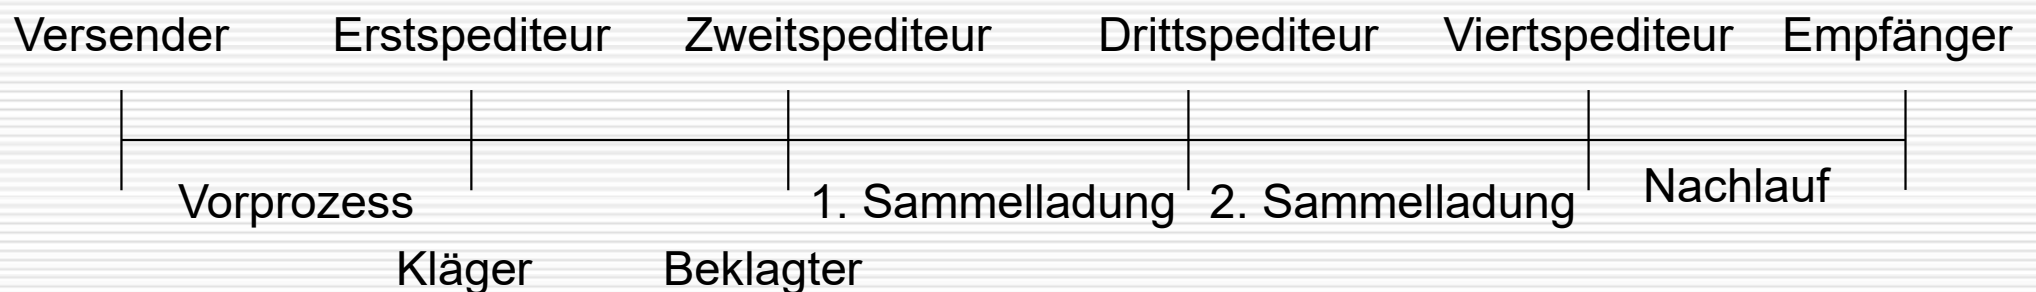 Versender Erstspediteur Zweitspediteur Drittspediteur Viertspediteur Empfänger
Vorprozess 1. Sammelladung 2. Sammelladung Nachlauf
Kläger Beklagter